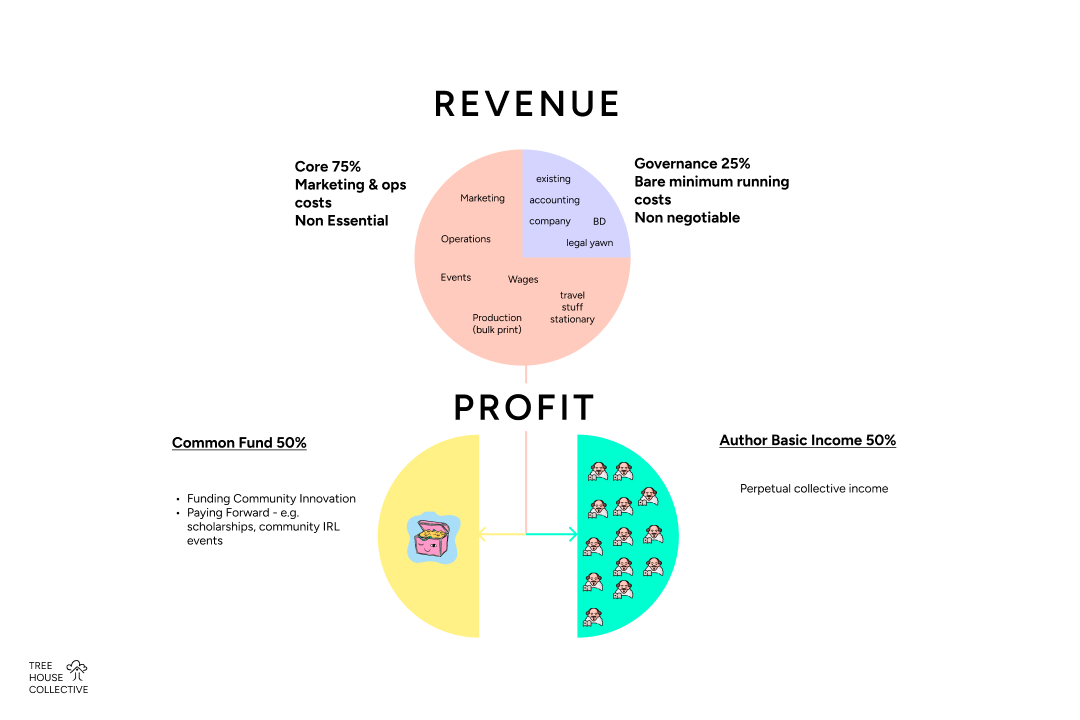 REVENUE
Core 75%
Marketing & ops
costs
Non Essential
Governance 25%
Bare minimum running
costs
Non negotiable
existing
accounting
company
BD
legal yawn
Marketing
Operations
Events
Wages
travel
stuff
stationary
Production
(bulk print)
PROFIT
Common Fund 50%
• Funding Community Innovation
• Paying Forward - e.g.
scholarships, community IRL
events
Author Basic Income 50%
Perpetual collective income
TREE
HOUSE
COLLECTIVE